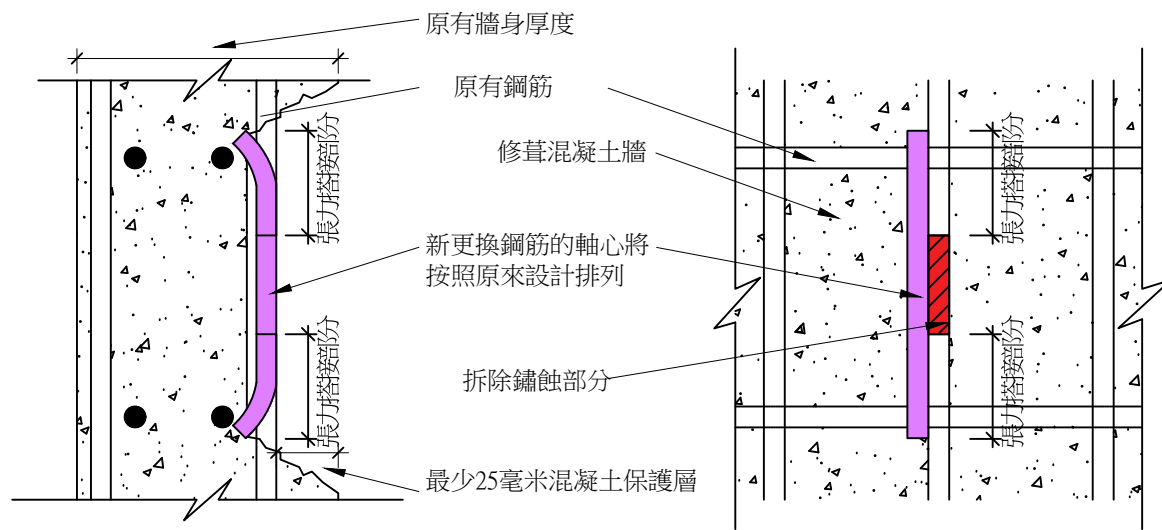 原有牆身厚度
原有鋼筋
修葺混凝土牆
張力搭接部分
張力搭接部分
新更換鋼筋的軸心將
按照原來設計排列
張力搭接部分
張力搭接部分
拆除鏽蝕部分
最少25毫米混凝土保護層